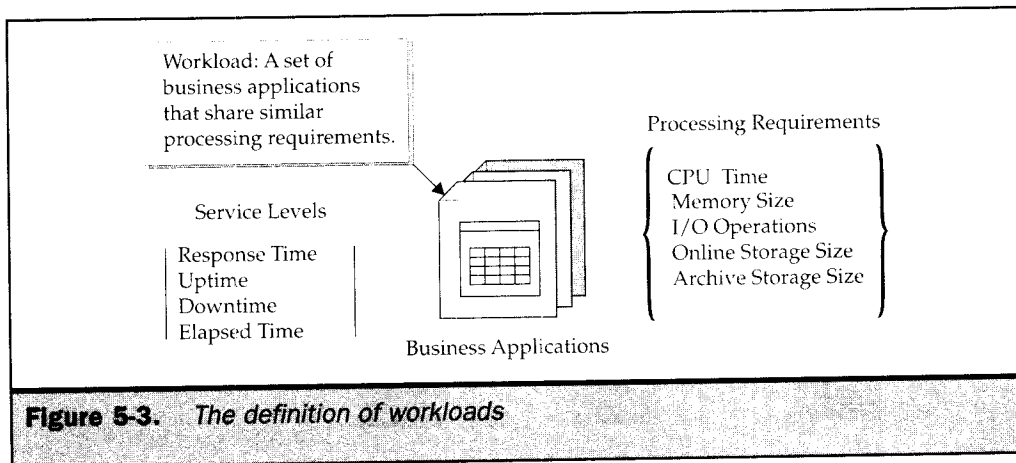 Workload: A set of
business applications
that share similar
processing requirements.
Service Levels
Response Time
Uptime
Downtime
Elapsed Time
Business Applications
Processing Requirements
CPU Time
Memory Size
I/O Operations
Online Storage Size
Archive Storage Size
Figure 5-3. The definition of workloads